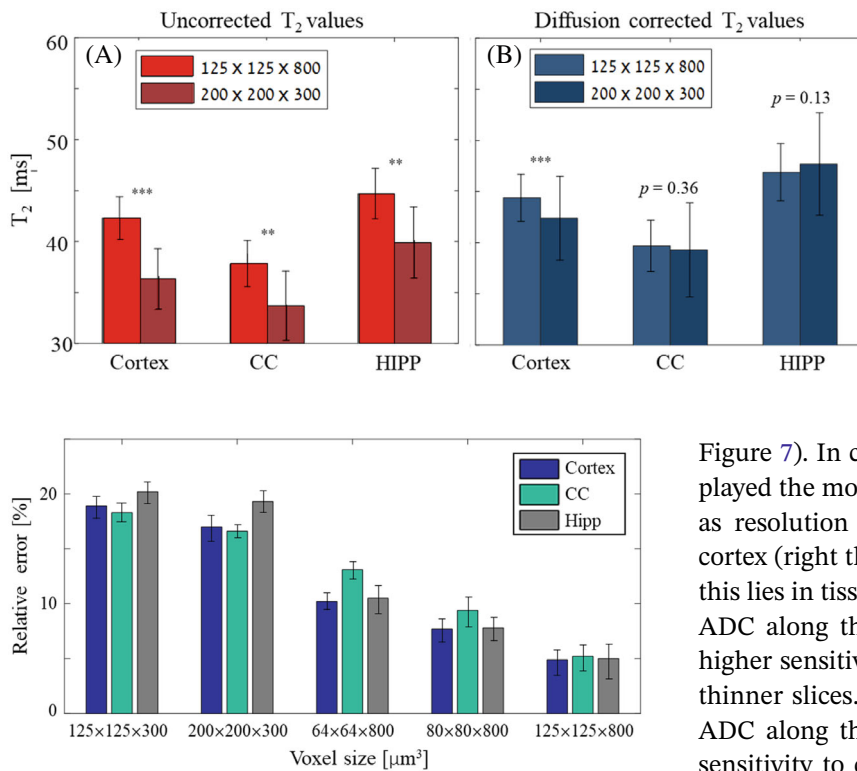 Uncorrected T₂ values
Diffusion corrected T₂ values
60
50
40
30
T₂ [ms]
(A)
125 x 125 x 800
200 x 200 x 300
***
**
**
Cortex
CC
HIPP
(B)
125 x 125 x 800
200 x 200 x 300
***
p = 0.36
p = 0.13
Cortex
CC
HIPP
Relative error [%]
20
10
0
Cortex
CC
Hipp
125×125×300
200×200×300
64×64×800
80×80×800
125×125×800
Voxel size [μm³]
Figure 7). In c
played the mo
as resolution
cortex (right th
this lies in tiss
ADC along th
higher sensitiv
thinner slices.
ADC along th